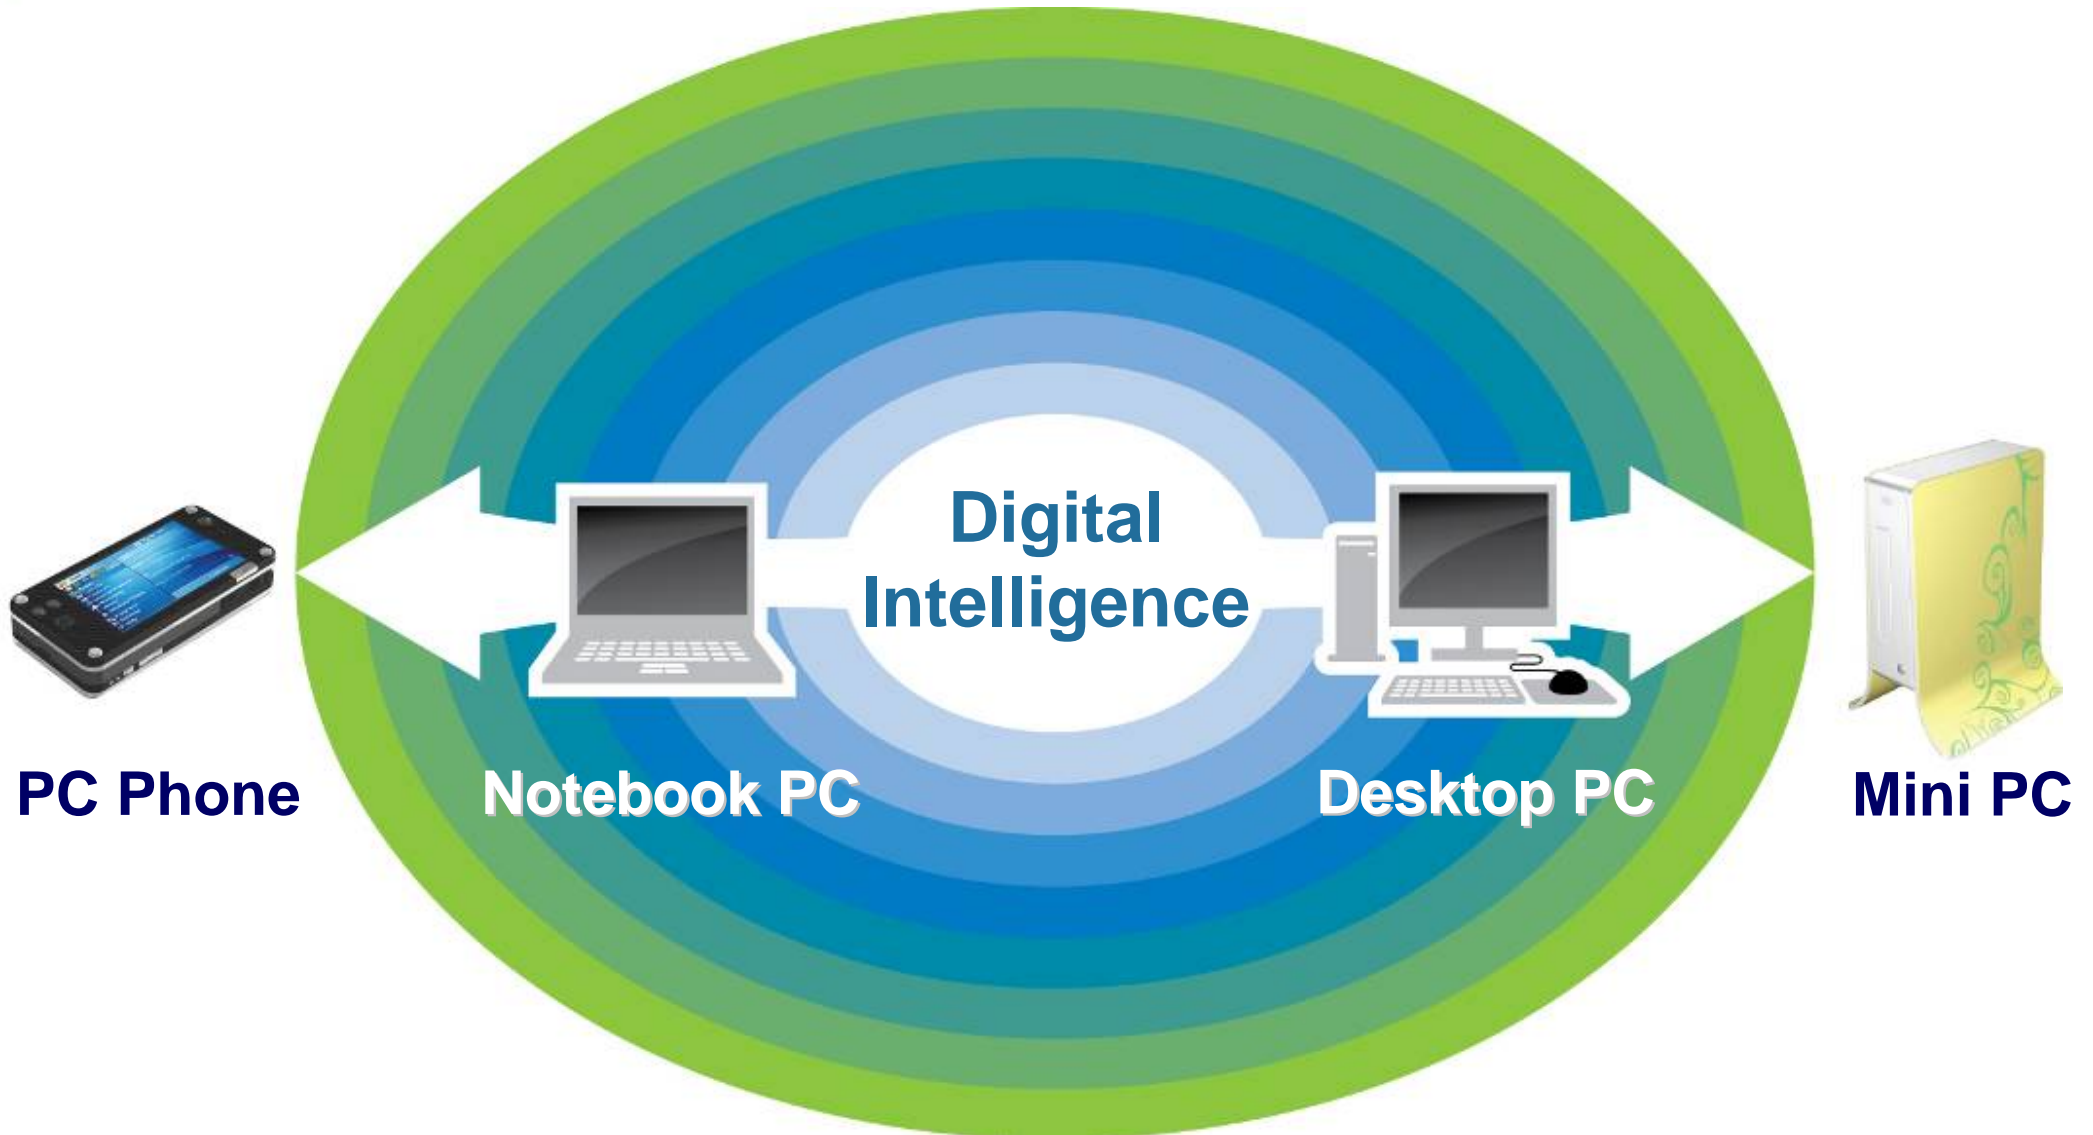 Digital
Intelligence
PC Phone
Notebook PC
Desktop PC
Mini PC